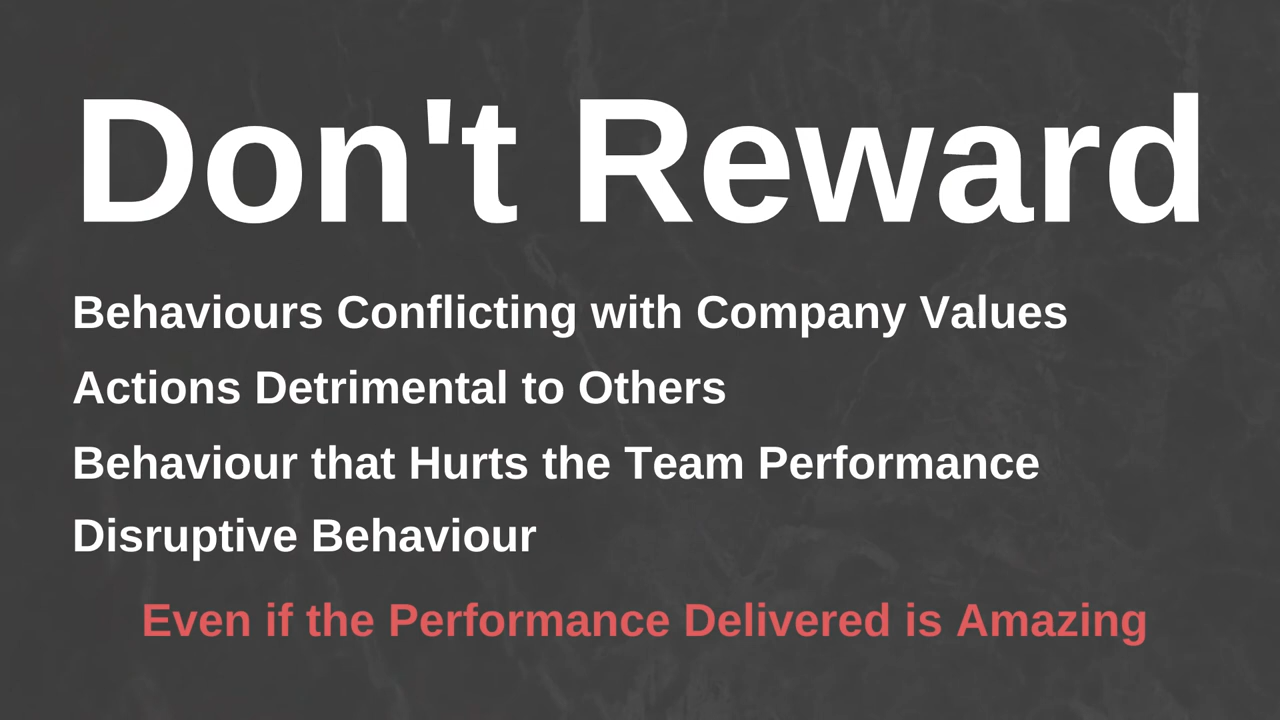 Don't Reward
Behaviours Conflicting with Company Values
Actions Detrimental to Others
Behaviour that Hurts the Team Performance
Disruptive Behaviour
Even if the Performance Delivered is Amazing